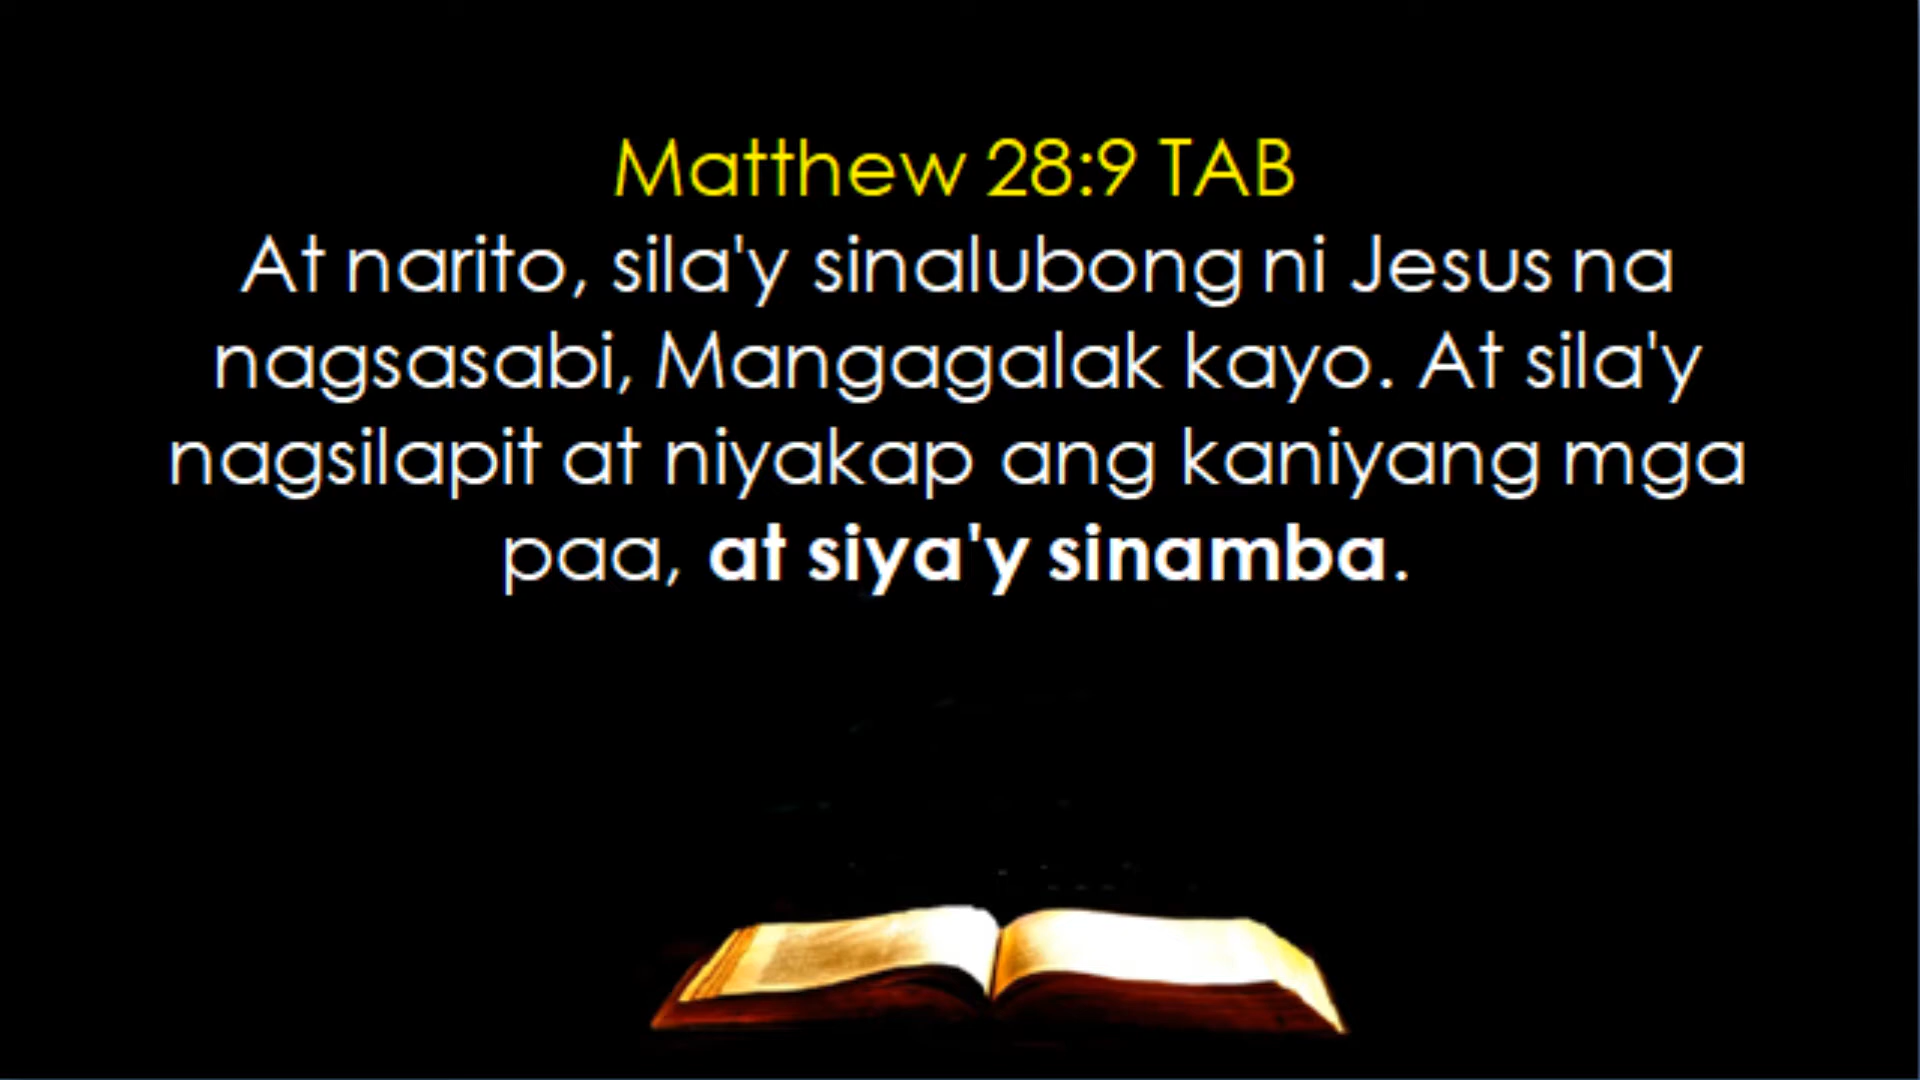 Matthew 28:9 TAB
At narito, sila'y sinalubong ni Jesus na
nagsasabi, Mangagalak kayo. At sila'y
nagsilapit at niyakap ang kaniyang mga
paa, at siya'y sinamba.